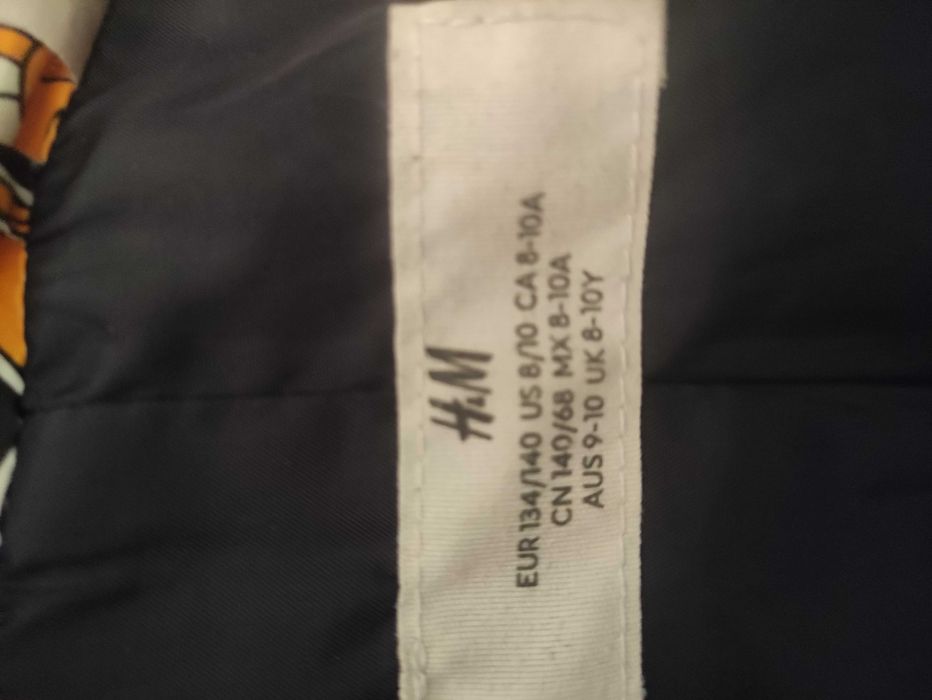 H&M
EUR 134/140 US 8/10 CA 8-10A
CN 140/68 MX 8-10A
AUS 9-10 UK 8-10Y